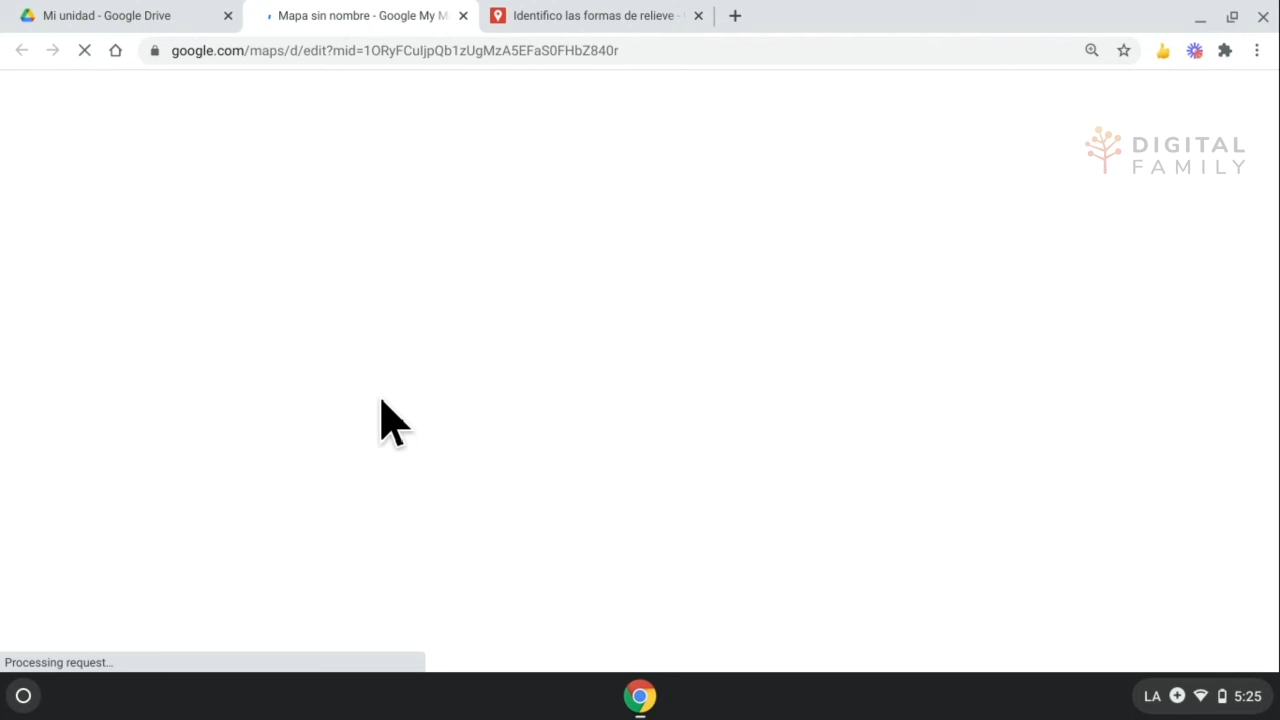 Mi unidad - Google Drive
Mapa sin nombre - Google My M
Identifico las formas de relieve -
google.com/maps/d/edit?mid=1ORyFCuIjpQb1zUgMzA5EFaS0FHbZ840r
DIGITAL
FAMILY
Processing request...
LA
5:25